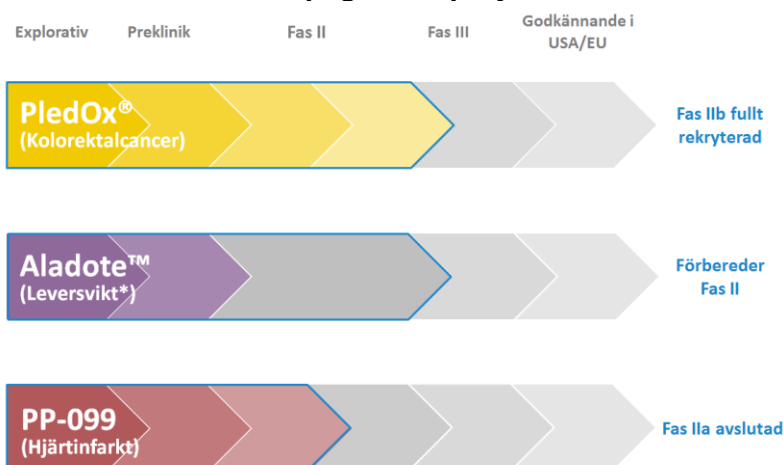 Explorativ Preklinik Fas II Fas III Godkännande i
USA/EU
PledOx®
(Kolorektalcancer)
Fas IIb fullt
rekryterad
Aladote™
(Leversvikt*)
Förbereder
Fas II
PP-099
(Hjärtinfarkt)
Fas IIa avslutad